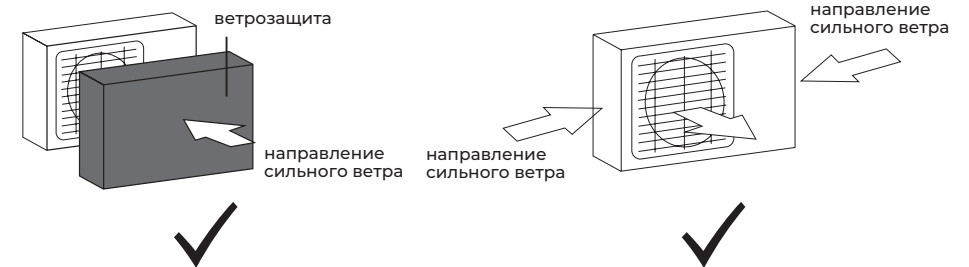 ветрозащита
направление
сильного ветра
направление
сильного ветра
направление
сильного ветра